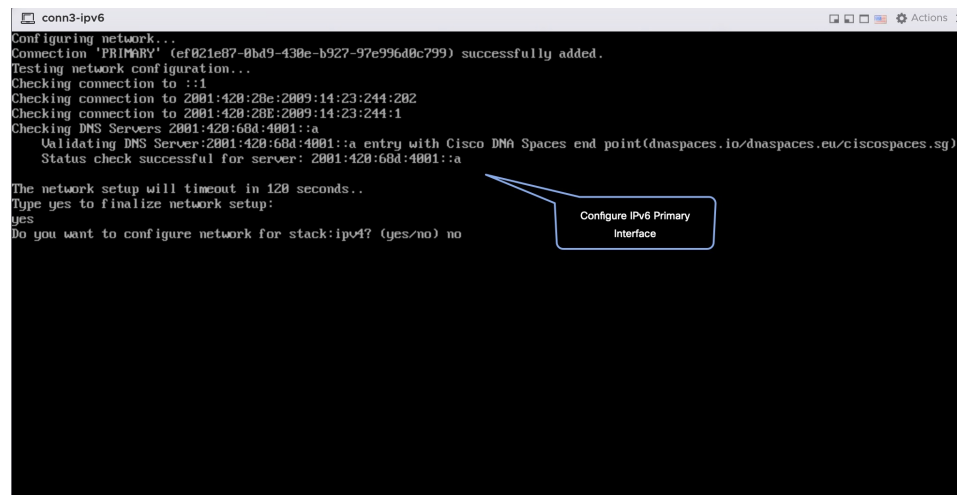 conn3-ipv6
Actions
Configuring network...
Connection 'PRIMARY' (ef021e87-0bd9-430e-b927-97e996d0c799) successfully added.
Testing network configuration...
Checking connection to ::1
Checking connection to 2001:420:28e:2009:14:23:244:202
Checking connection to 2001:420:28E:2009:14:23:244:1
Checking DNS Servers 2001:420:68d:4001::a
Validating DNS Server:2001:420:68d:4001::a entry with Cisco DNA Spaces end point(dnaspaces.io/dnaspaces.eu/ciscospaces.sg)
Status check successful for server: 2001:420:68d:4001::a
The network setup will timeout in 120 seconds..
Type yes to finalize network setup:
yes
Do you want to configure network for stack:ipv4? (yes/no) no
Configure IPv6 Primary
Interface